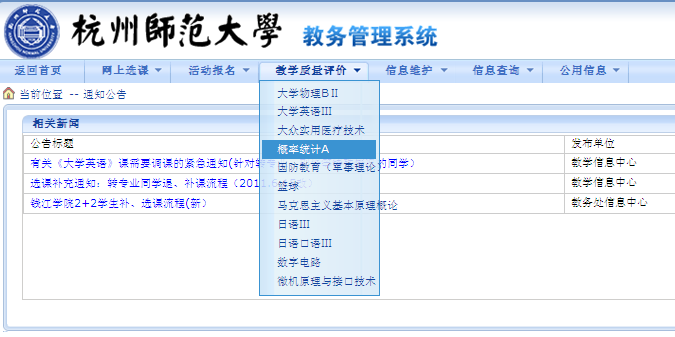 杭州師范大學 教务管理系统
返回首页 网上选课 活动报名 教学质量评价 信息维护 信息查询 公用信息
当前位置 -- 通知公告
大学物理BⅡ
大学英语III
大众实用医疗技术
概率统计A
国防教育（军事理论）
篮球
马克思主义基本原理概论
日语III
日语口语III
数字电路
微机原理与接口技术
相关新闻
公告标题 发布单位
有关《大学英语》课需要调课的紧急通知(针对 的同学) 教学信息中心
选课补充通知：转专业同学退、补课流程（2011.6 教学信息中心
钱江学院2+2学生补、选课流程(新） 教务处信息中心